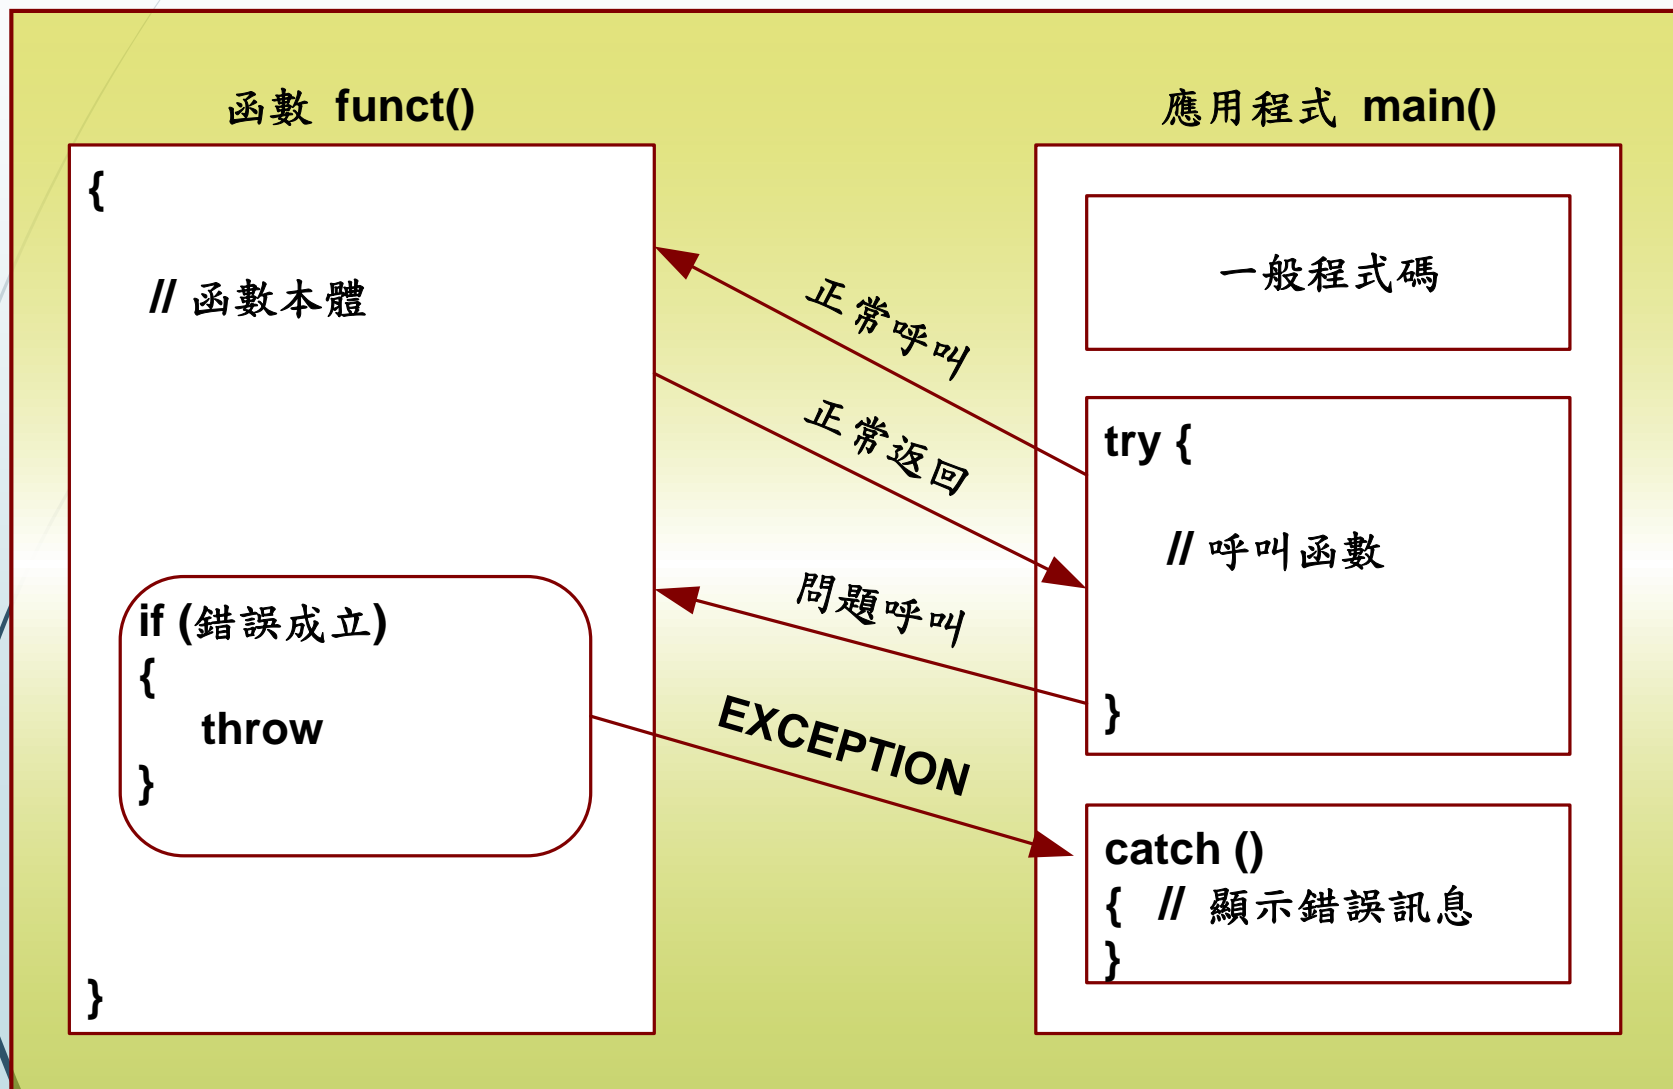 函數 funct()
{
// 函數本體
if (錯誤成立)
{
throw
}
}
正常呼叫
正常返回
問題呼叫
EXCEPTION
應用程式 main()
一般程式碼
try {
// 呼叫函數
}
catch ()
{ // 顯示錯誤訊息
}